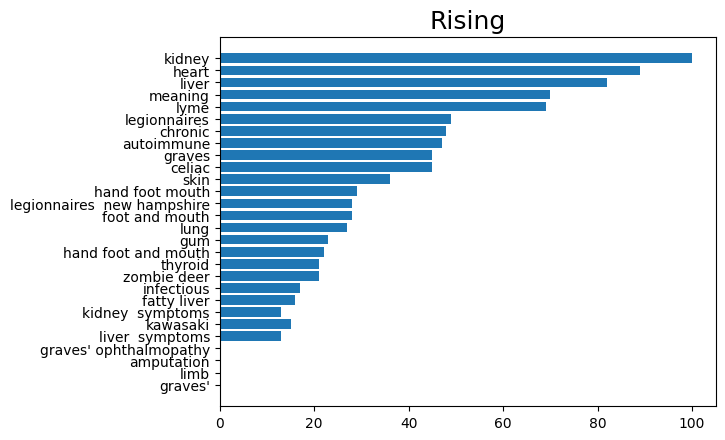 Rising
kidney
heart
liver
meaning
lyme
legionnaires
chronic
autoimmune
graves
celiac
skin
hand foot mouth
legionnaires  new hampshire
foot and mouth
lung
gum
hand foot and mouth
thyroid
zombie deer
infectious
fatty liver
kidney  symptoms
kawasaki
liver  symptoms
graves' ophthalmopathy
amputation
limb
graves'
0 20 40 60 80 100